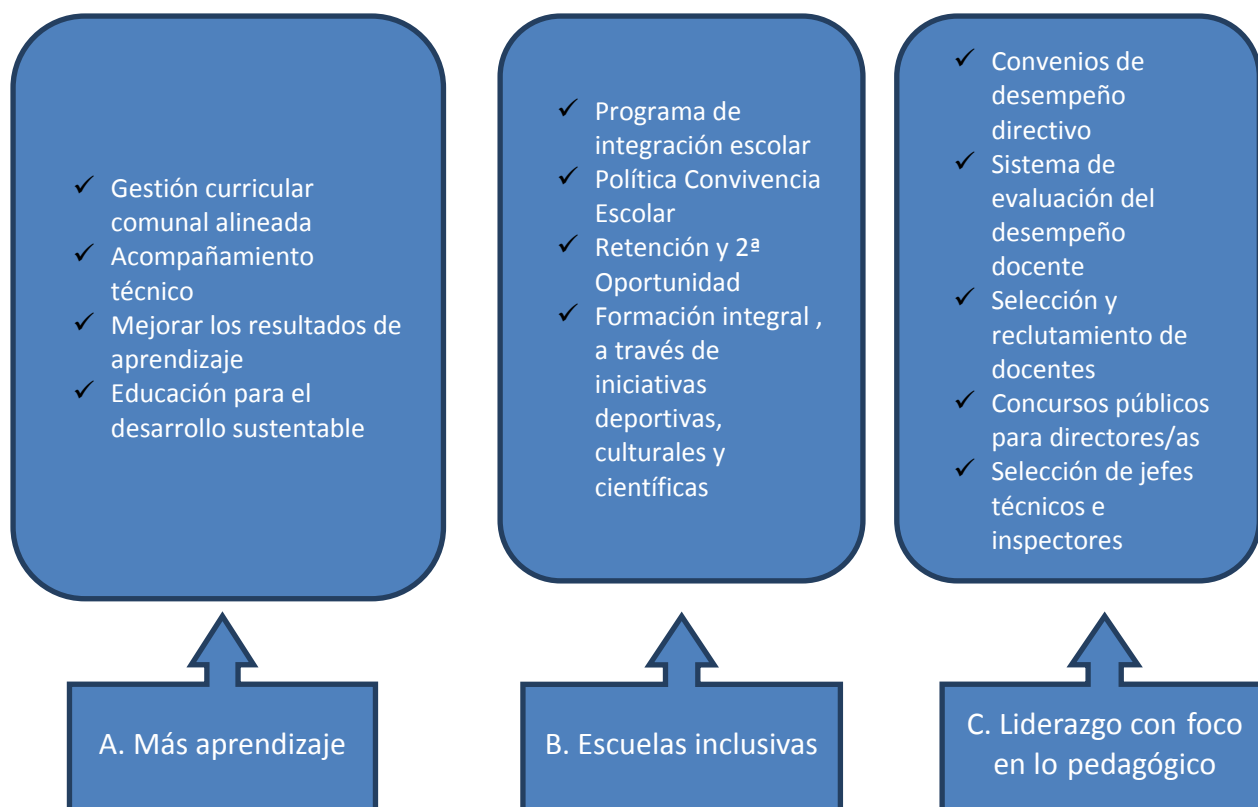 ✓ Gestión curricular
comunal alineada
✓ Acompañamiento
técnico
✓ Mejorar los resultados de
aprendizaje
✓ Educación para el
desarrollo sustentable
✓ Programa de
integración escolar
✓ Política Convivencia
Escolar
✓ Retención y 2ª
Oportunidad
✓ Formación integral ,
a través de
iniciativas
deportivas,
culturales y
científicas
✓ Convenios de
desempeño
directivo
✓ Sistema de
evaluación del
desempeño
docente
✓ Selección y
reclutamiento de
docentes
✓ Concursos públicos
para directores/as
✓ Selección de jefes
técnicos e
inspectores
A. Más aprendizaje
B. Escuelas inclusivas
C. Liderazgo con foco
en lo pedagógico